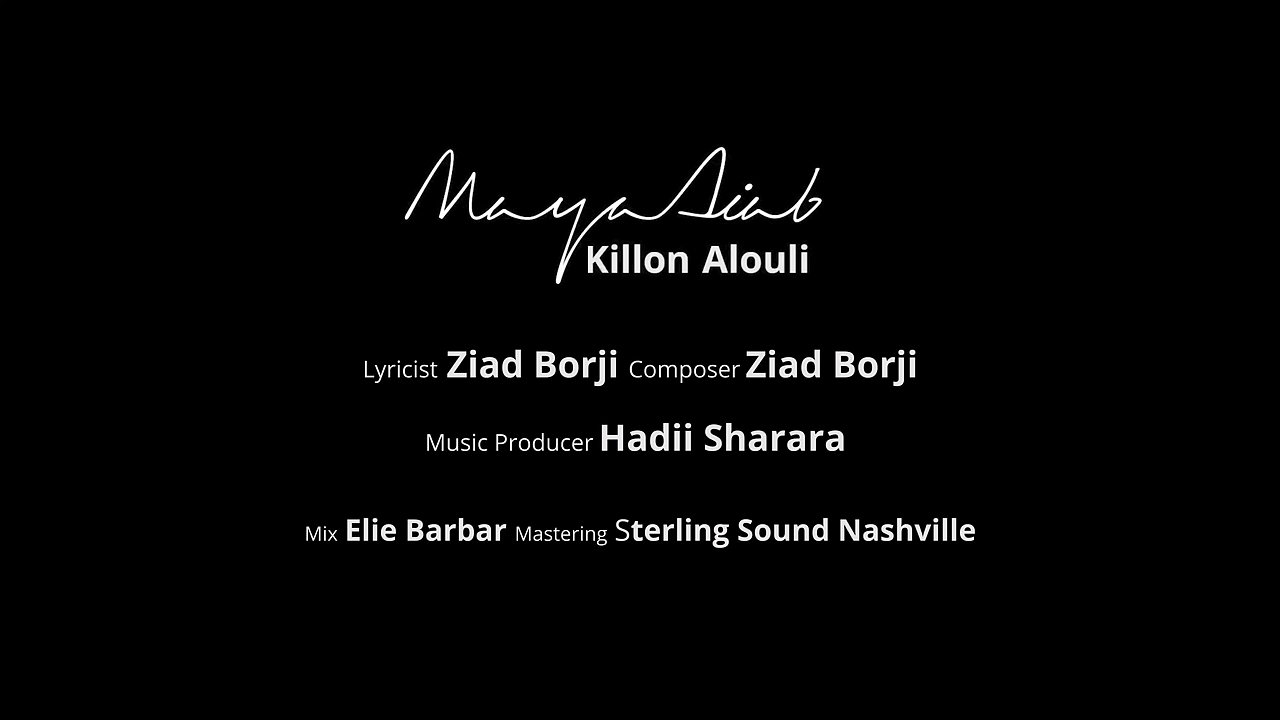 Maya Diab
Killon Alouli
Lyricist Ziad Borji Composer Ziad Borji
Music Producer Hadii Sharara
Mix Elie Barbar Mastering Sterling Sound Nashville